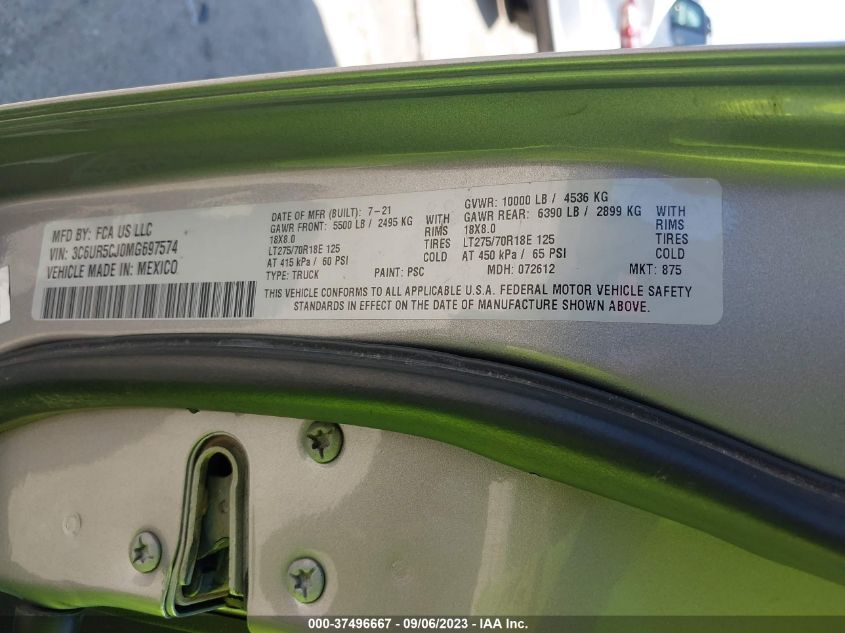 MFD BY: FCA US LLC
VIN: 3C6UR5CJ0MG697574
VEHICLE MADE IN: MEXICO
DATE OF MFR (BUILT): 7-21
GAWR FRONT: 5500 LB / 2495 KG WITH
18X8.0 RIMS
LT275/70R18E 125 TIRES
AT 415 kPa / 60 PSI COLD
TYPE: TRUCK PAINT: PSC
GVWR: 10000 LB / 4536 KG
GAWR REAR: 6390 LB / 2899 KG WITH
18X8.0 RIMS
LT275/70R18E 125 TIRES
AT 450 kPa / 65 PSI COLD
MDH: 072612 MKT: 875
THIS VEHICLE CONFORMS TO ALL APPLICABLE U.S.A. FEDERAL MOTOR VEHICLE SAFETY
STANDARDS IN EFFECT ON THE DATE OF MANUFACTURE SHOWN ABOVE.
000-37496667 - 09/06/2023 - IAA Inc.